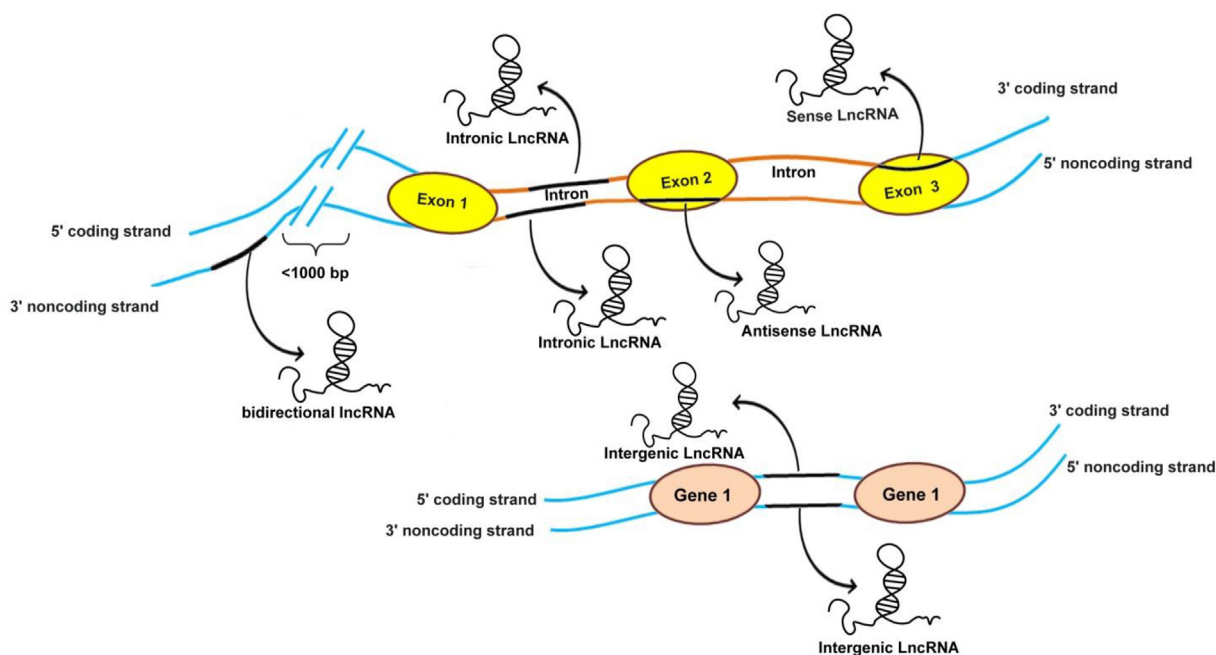 3' coding strand
Sense LncRNA
Intronic LncRNA
5' noncoding strand
Intron
Exon 2
Exon 1
Intron
Exon 3
5' coding strand
<1000 bp
3' noncoding strand
Intronic LncRNA
Antisense LncRNA
bidirectional lncRNA
3' coding strand
Intergenic LncRNA
5' noncoding strand
Gene 1
Gene 1
5' coding strand
3' noncoding strand
Intergenic LncRNA